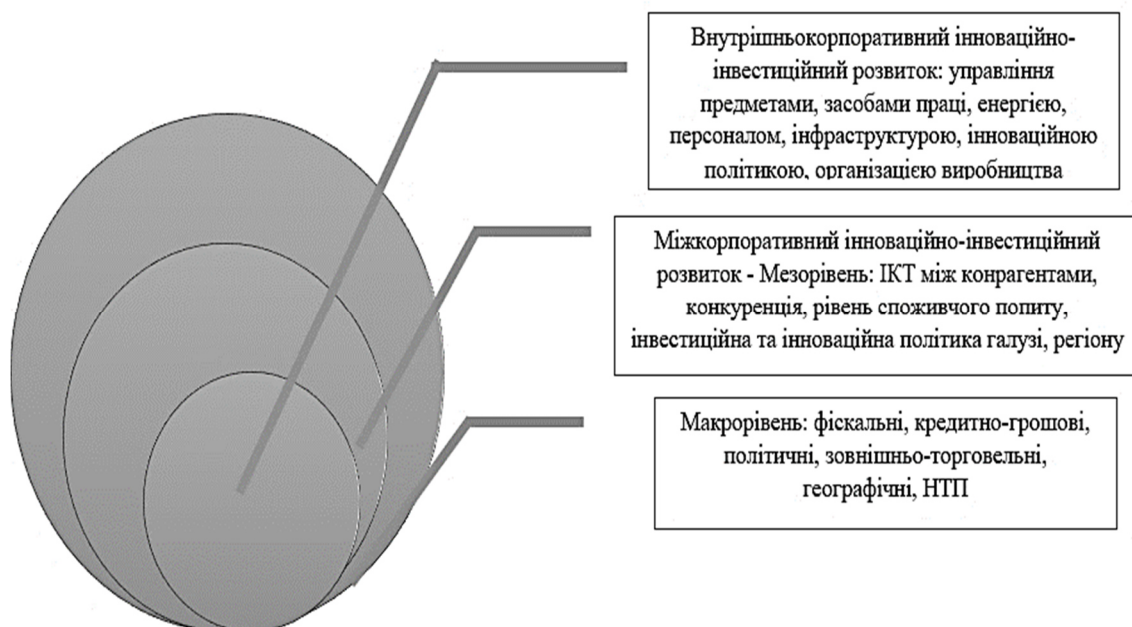 Внутрішньокорпоративний інноваційно-
інвестиційний розвиток: управління
предметами, засобами праці, енергією,
персоналом, інфраструктурою, інноваційною
політикою, організацією виробництва
Міжкорпоративний інноваційно-інвестиційний
розвиток - Мезорівень: ІКТ між конрагентами,
конкуренція, рівень споживчого попиту,
інвестиційна та інноваційна політика галузі, регіону
Макрорівень: фіскальні, кредитно-грошові,
політичні, зовнішньо-торговельні,
географічні, НТП